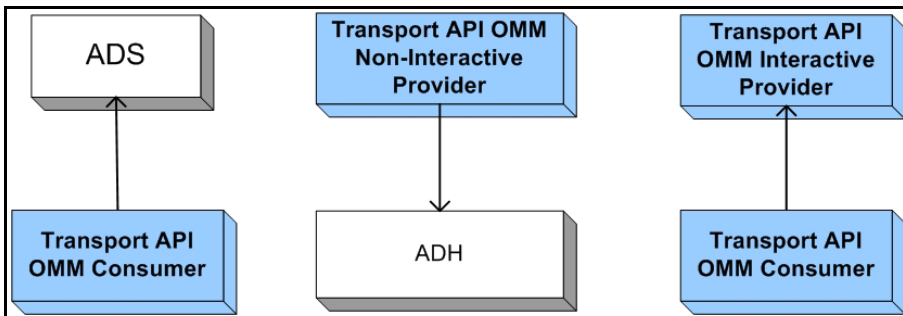 ADS
Transport API OMM
Non-Interactive
Provider
Transport API
OMM Interactive
Provider
Transport API
OMM Consumer
ADH
Transport API
OMM Consumer